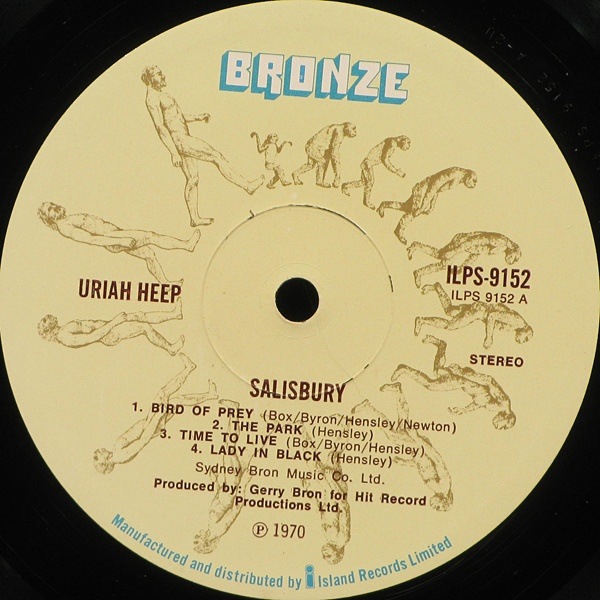 BRONZE
URIAH HEEP
ILPS-9152
ILPS 9152 A
STEREO
SALISBURY
1. BIRD OF PREY (Box/Byron/Hensley/Newton)
2. THE PARK (Hensley)
3. TIME TO LIVE (Box/Byron/Hensley)
4. LADY IN BLACK (Hensley)
Sydney Bron Music Co. Ltd.
Produced by: Gerry Bron for Hit Record
Productions Ltd.
℗ 1970
Manufactured and distributed by i Island Records Limited